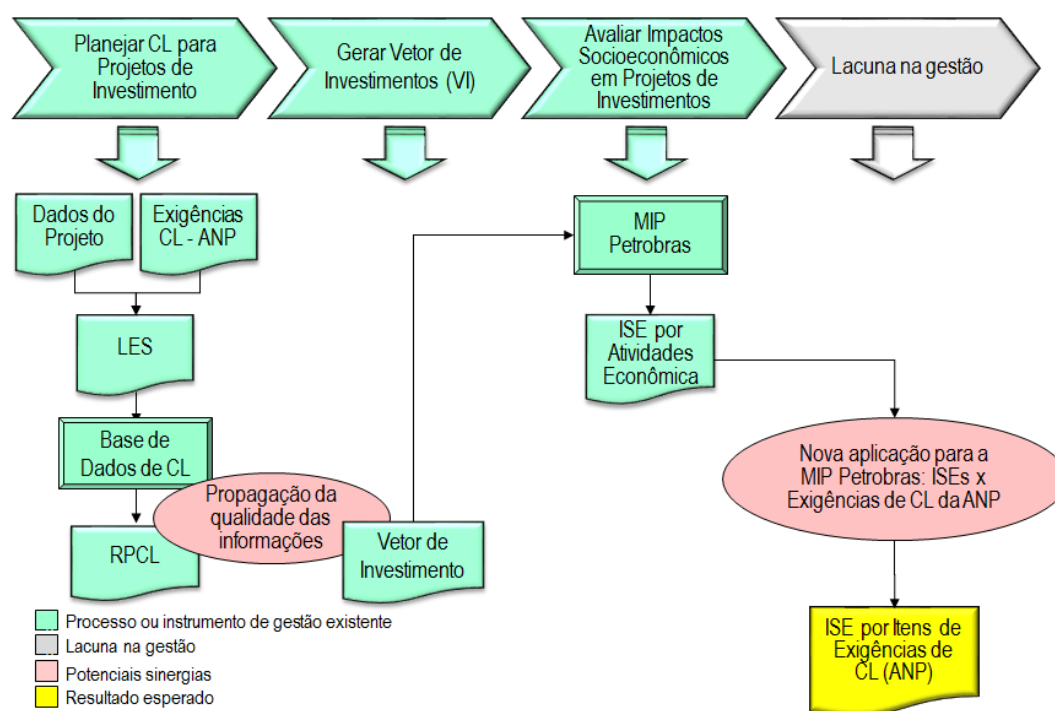 Planejar CL para
Projetos de
Investimento
Gerar Vetor de
Investimentos (VI)
Avaliar Impactos
Socioeconômicos
em Projetos de
Investimentos
Lacuna na gestão
Dados do
Projeto
Exigências
CL - ANP
LES
Base de
Dados de CL
RPCL
Propagação da
qualidade das
informações
Vetor de
Investimento
MIP
Petrobras
ISE por
Atividades
Econômica
Nova aplicação para a
MIP Petrobras: ISEs x
Exigências de CL da ANP
ISE por Itens de
Exigências de
CL (ANP)
Processo ou instrumento de gestão existente
Lacuna na gestão
Potenciais sinergias
Resultado esperado